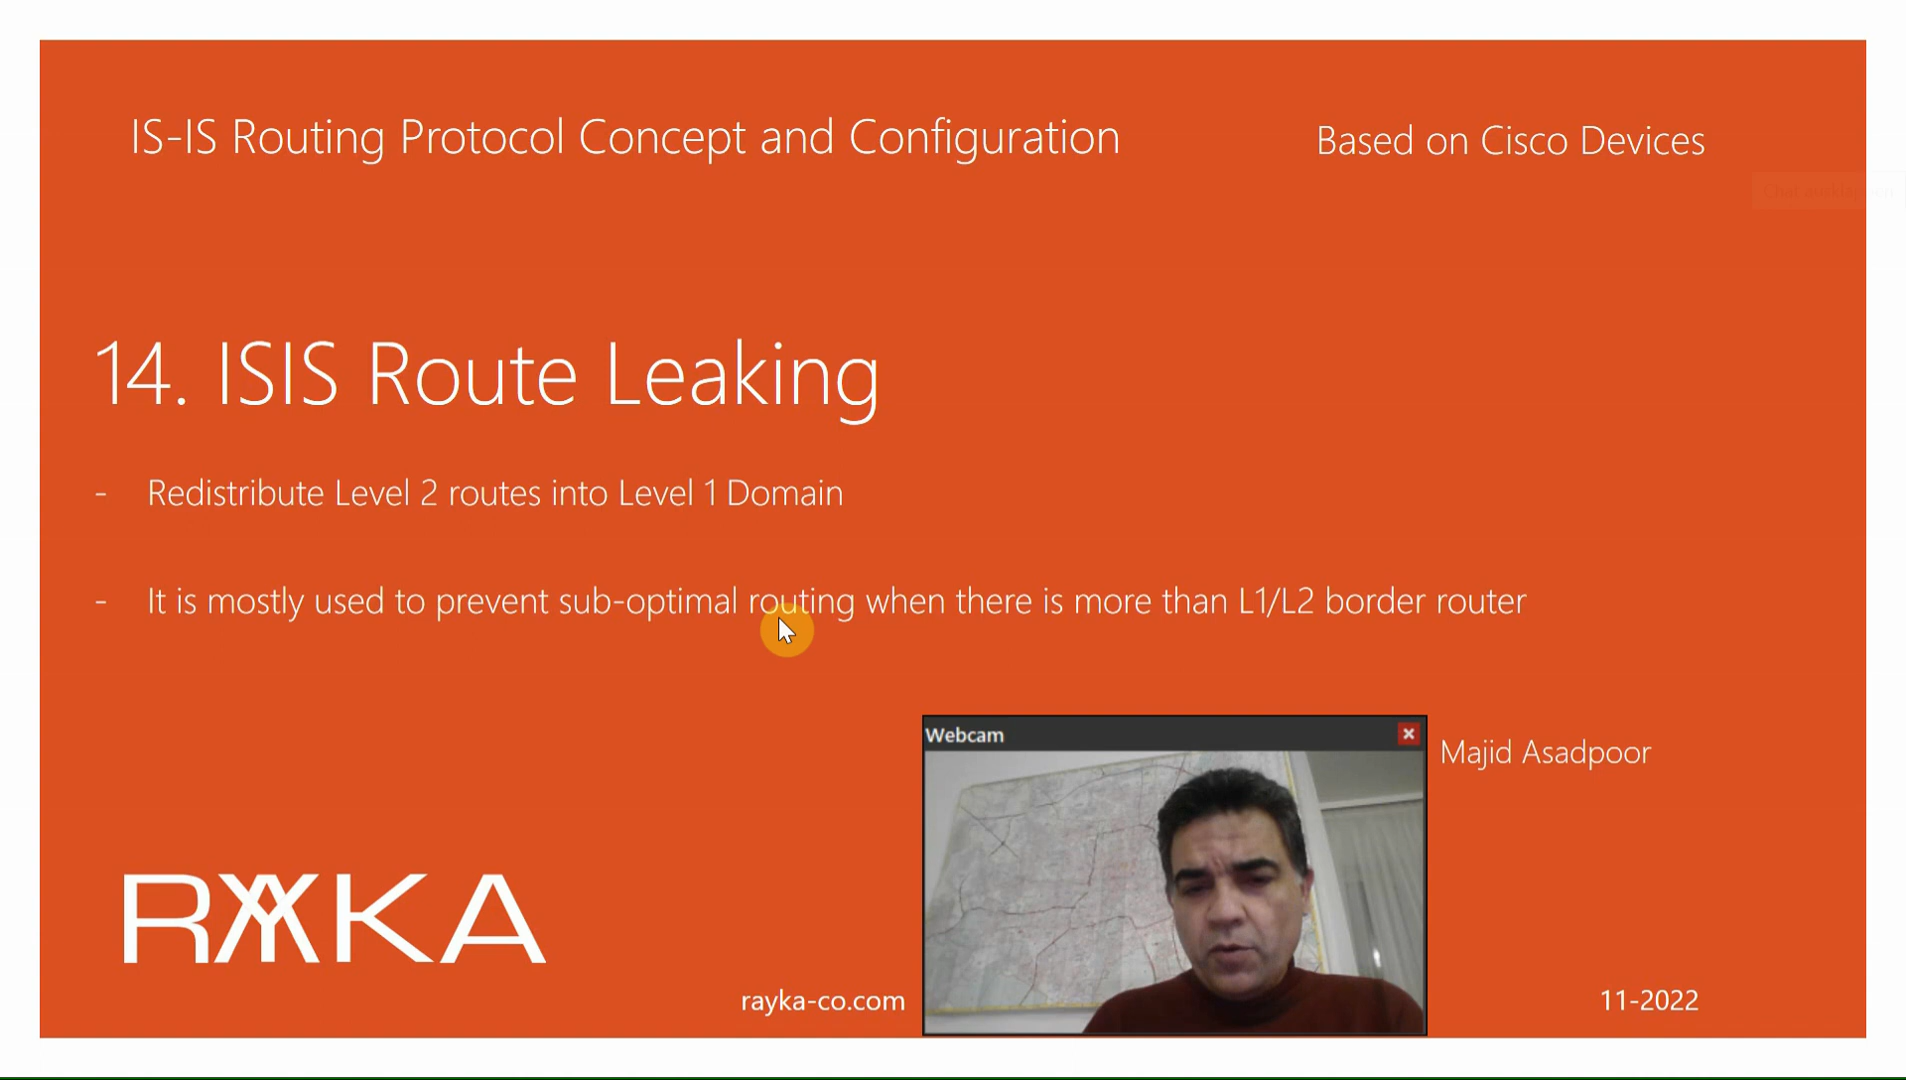 IS-IS Routing Protocol Concept and Configuration
Based on Cisco Devices
14. ISIS Route Leaking
- Redistribute Level 2 routes into Level 1 Domain
- It is mostly used to prevent sub-optimal routing when there is more than L1/L2 border router
Webcam
Majid Asadpoor
RAYKA
rayka-co.com
11-2022